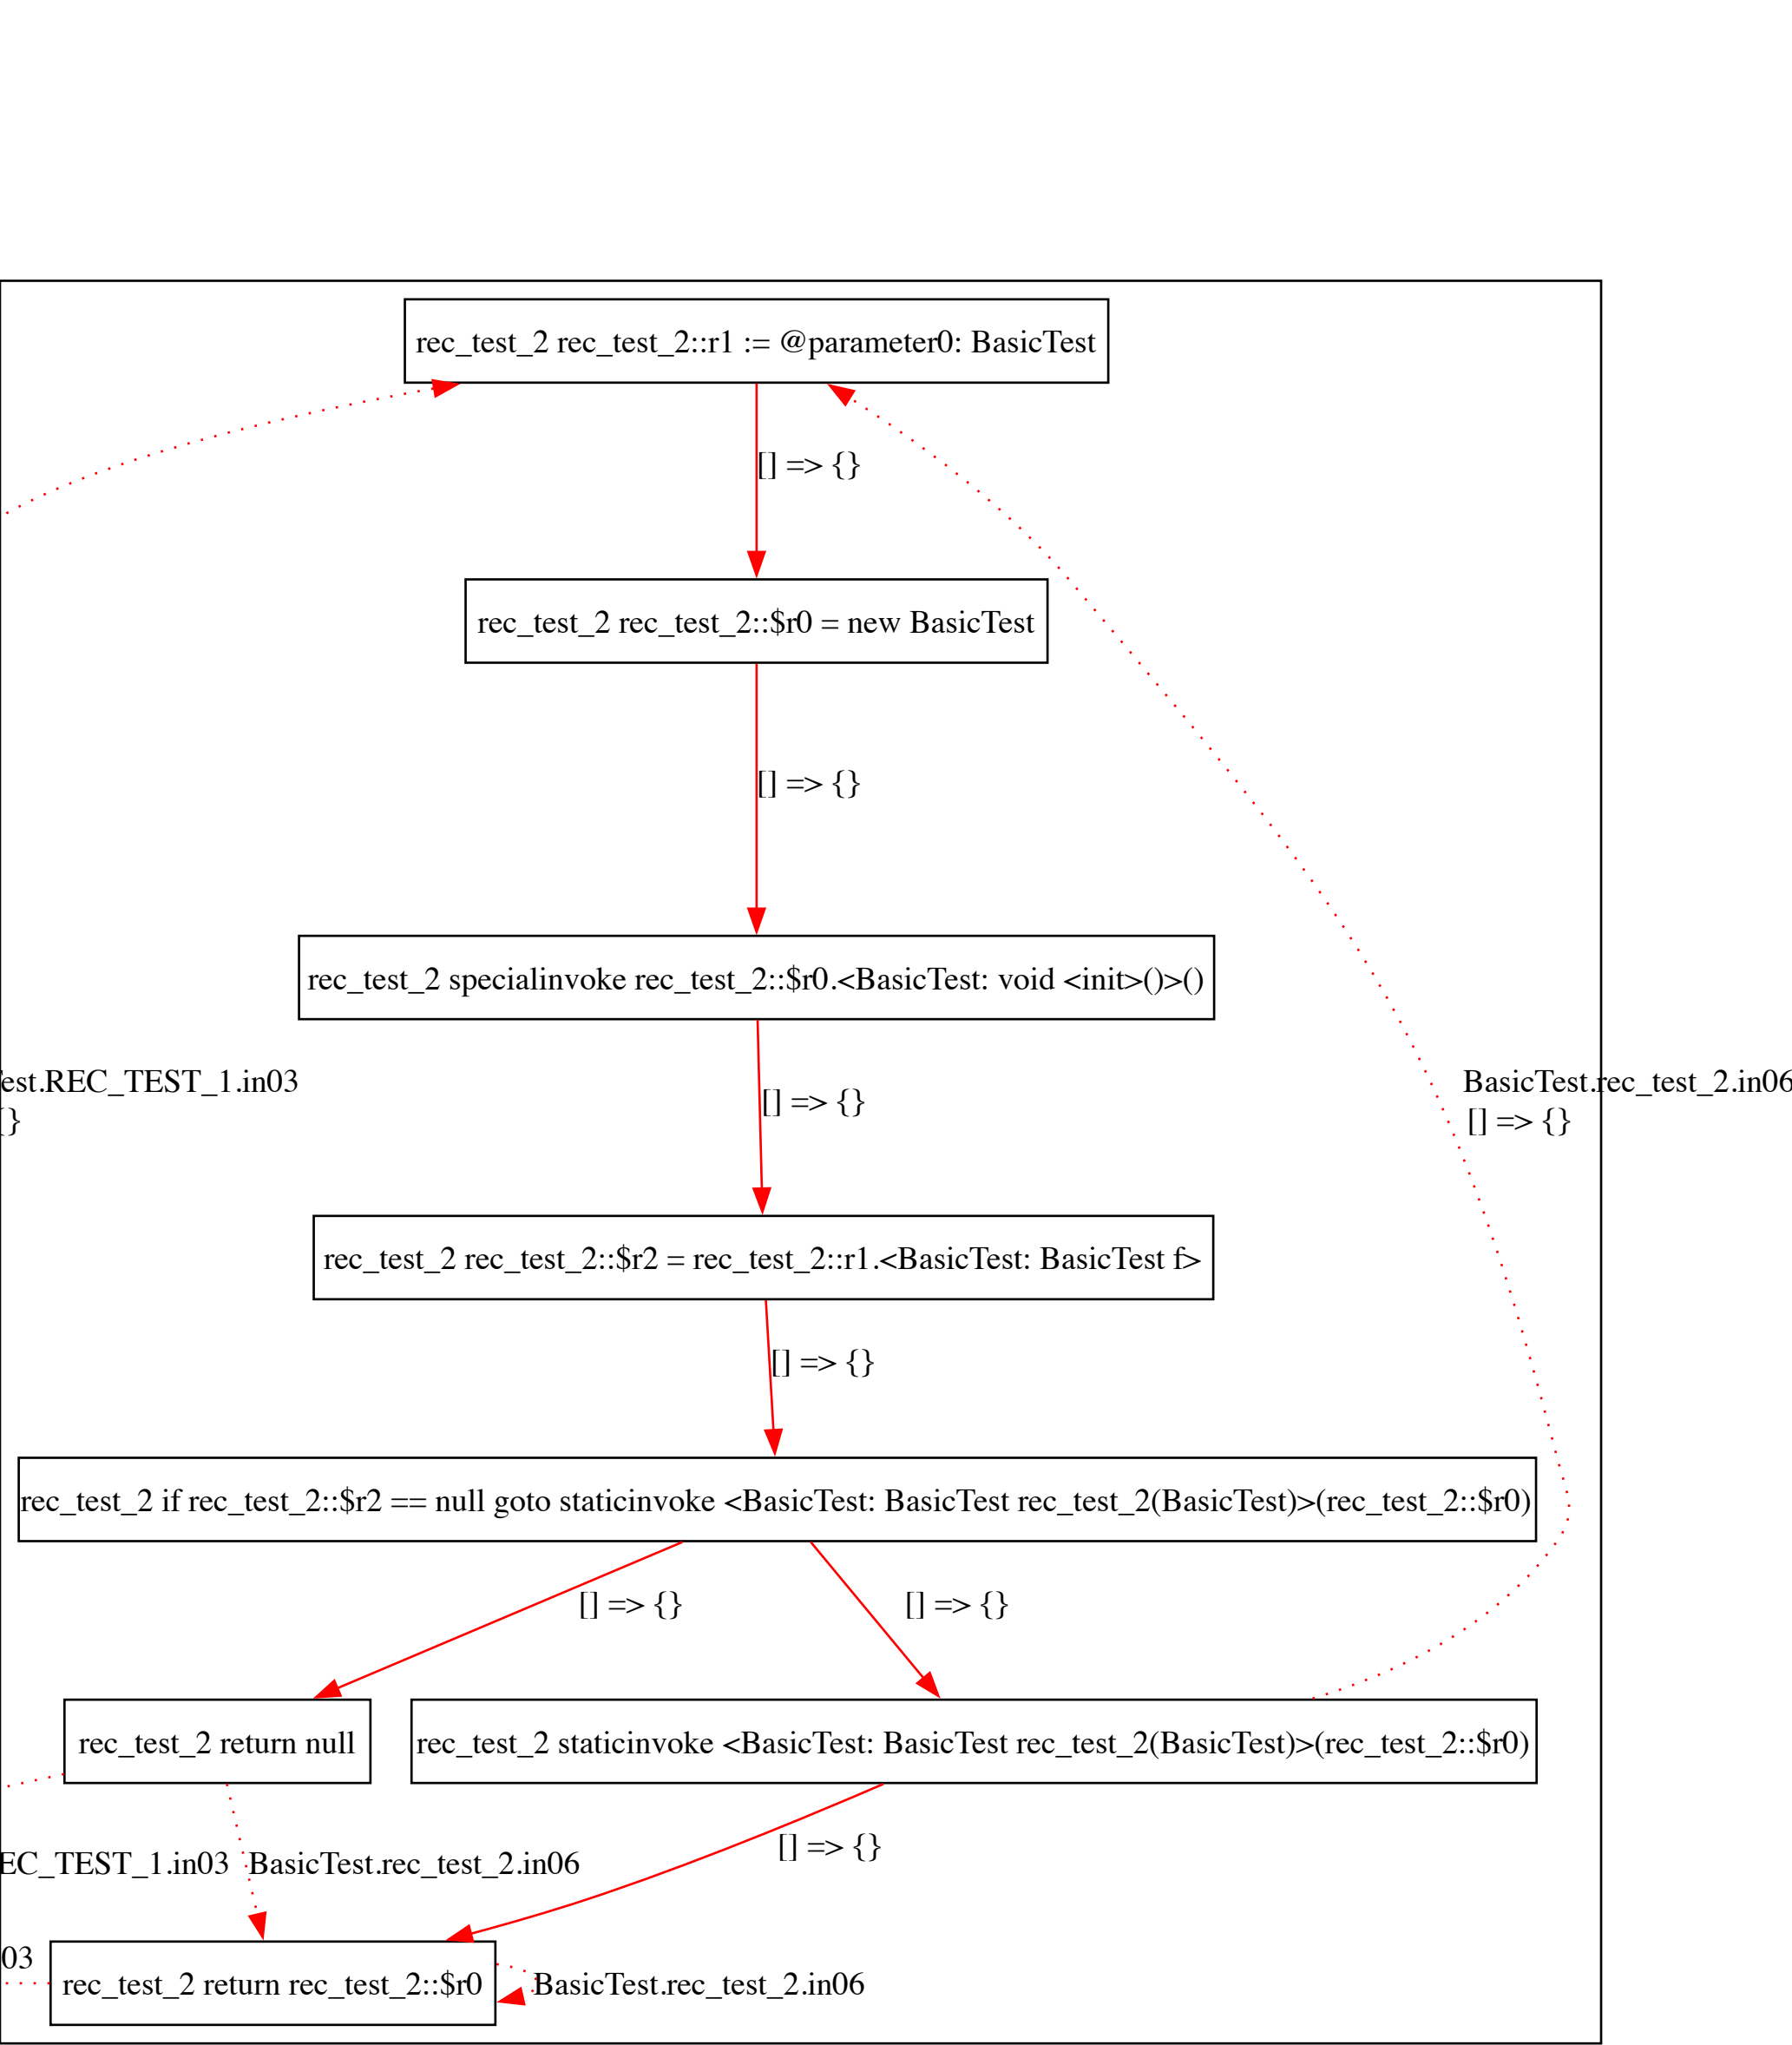 rec_test_2 rec_test_2::r1 := @parameter0: BasicTest
[] => {}
rec_test_2 rec_test_2::$r0 = new BasicTest
[] => {}
rec_test_2 specialinvoke rec_test_2::$r0.<BasicTest: void <init>()>()
est.REC_TEST_1.in03
{}
[] => {}
BasicTest.rec_test_2.in06
[] => {}
rec_test_2 rec_test_2::$r2 = rec_test_2::r1.<BasicTest: BasicTest f>
[] => {}
rec_test_2 if rec_test_2::$r2 == null goto staticinvoke <BasicTest: BasicTest rec_test_2(BasicTest)>(rec_test_2::$r0)
[] => {}
[] => {}
rec_test_2 return null
rec_test_2 staticinvoke <BasicTest: BasicTest rec_test_2(BasicTest)>(rec_test_2::$r0)
[] => {}
EC_TEST_1.in03
BasicTest.rec_test_2.in06
03
rec_test_2 return rec_test_2::$r0
BasicTest.rec_test_2.in06